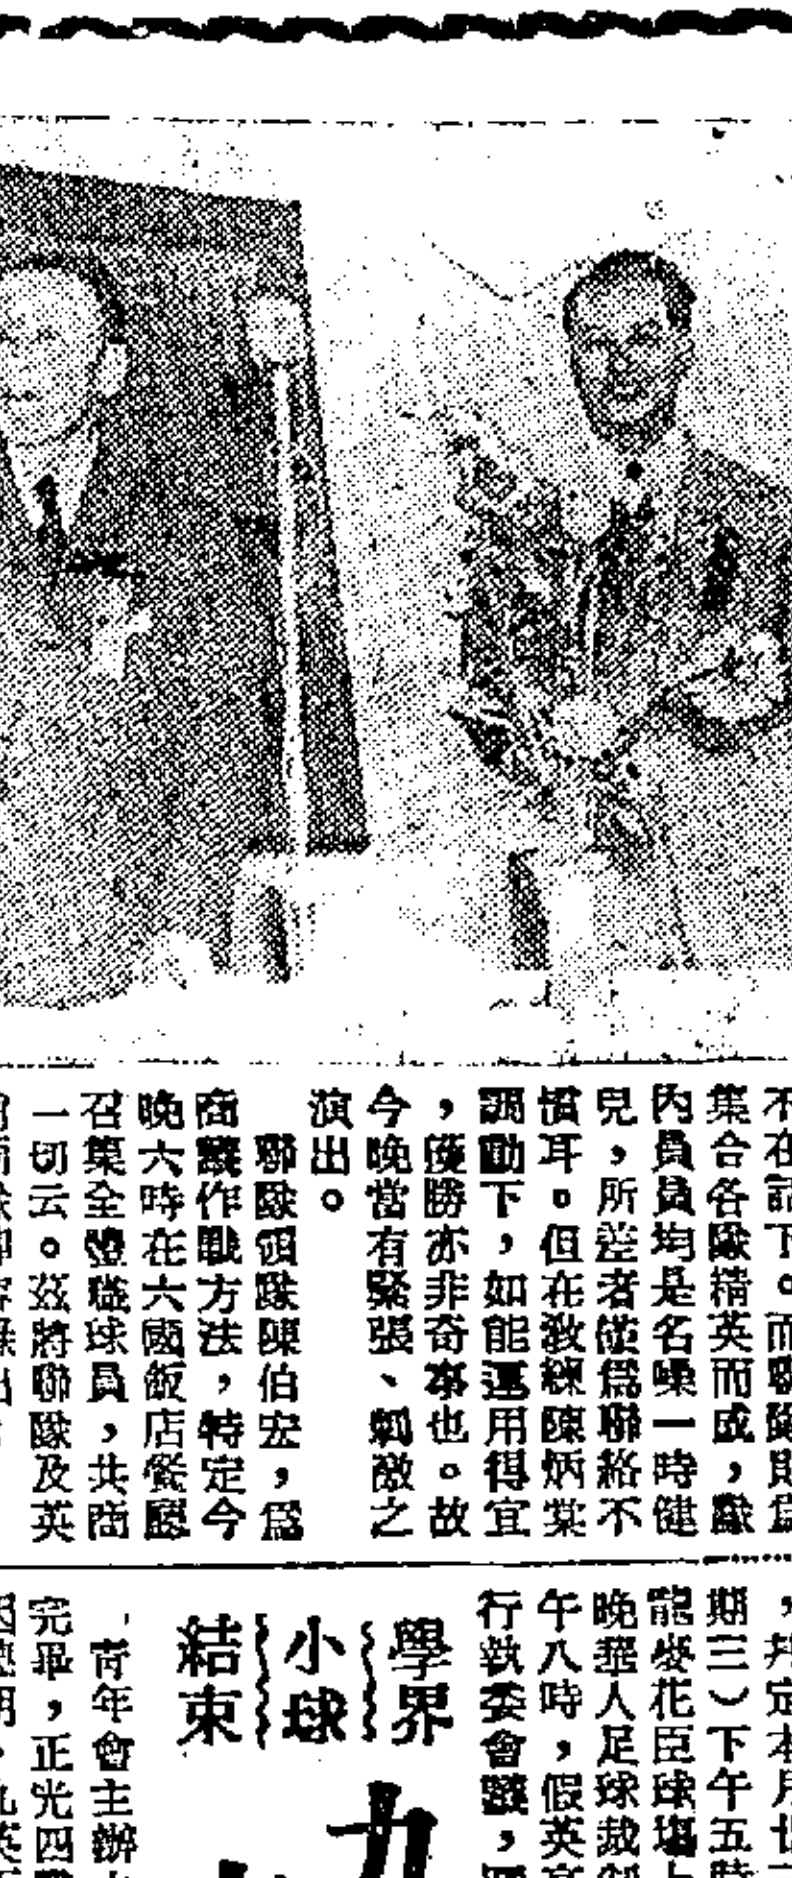 不在話下。而聯隊則爲
集合各隊精英而成，隊
內員員均是名噪一時健
兒，所差者僅爲聯絡不
慣耳。但在教練陳炳棠
調動下，如能運用得宜
，獲勝亦非奇事也。故
今晚當有緊張、刺激之
演出。
聯隊領隊陳伯宏，爲
商議作戰方法，特定今
晚六時在六國飯店餐廳
召集全體球員，共商
一切云。茲將聯隊及英
，定本月
期三）下午五時
龍麥花臣球場上
晚華人足球裁
午八時，假英
行執委會議，
學界
小球
結束
九
青年會主辦
完畢，正光四